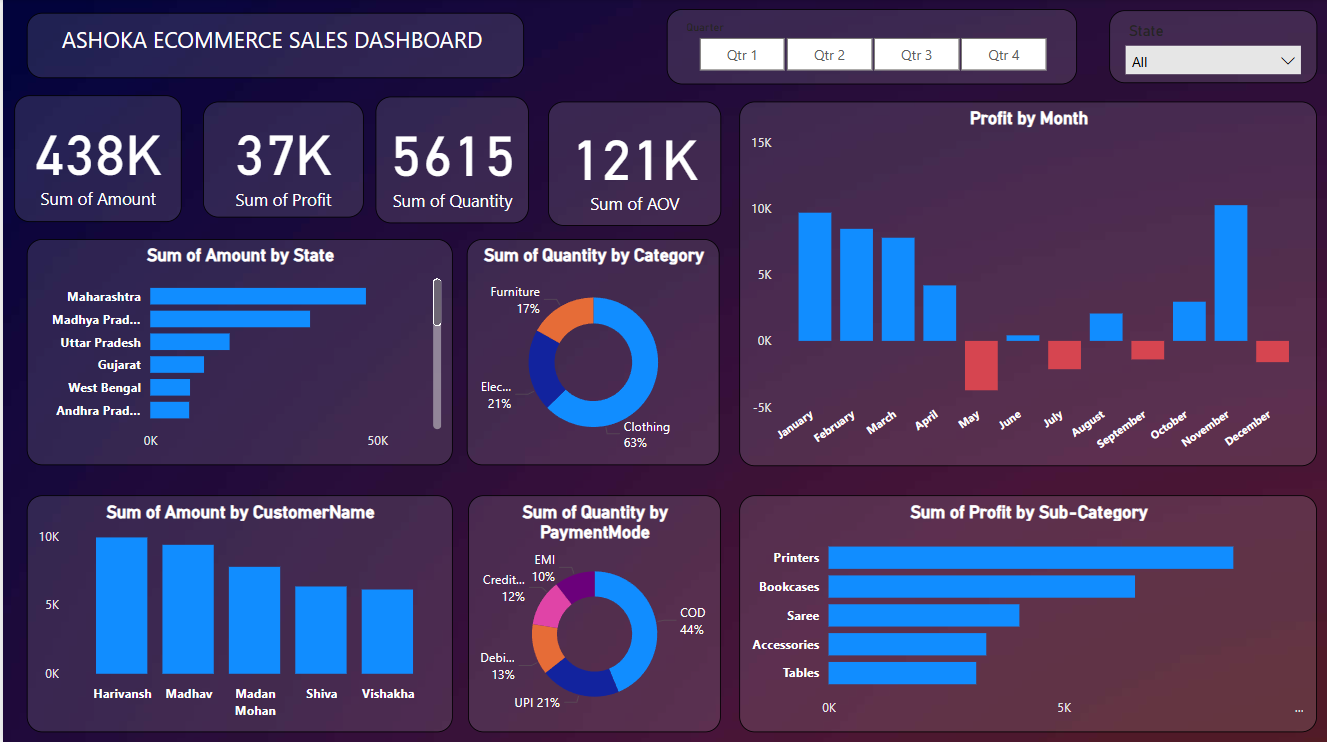 ASHOKA ECOMMERCE SALES DASHBOARD
Quarter
Qtr 1
Qtr 2
Qtr 3
Qtr 4
State
All
438K
Sum of Amount
37K
Sum of Profit
5615
Sum of Quantity
121K
Sum of AOV
Profit by Month
15K
10K
5K
0K
-5K
January
February
March
April
May
June
July
August
September
October
November
December
Sum of Amount by State
Maharashtra
Madhya Prad...
Uttar Pradesh
Gujarat
West Bengal
Andhra Prad...
0K
50K
Sum of Quantity by Category
Furniture
17%
Elec...
21%
Clothing
63%
Sum of Amount by CustomerName
10K
5K
0K
Harivansh
Madhav
Madan
Mohan
Shiva
Vishakha
Sum of Quantity by
PaymentMode
EMI
10%
Credit...
12%
COD
44%
Debi...
13%
UPI 21%
Sum of Profit by Sub-Category
Printers
Bookcases
Saree
Accessories
Tables
0K
5K
...